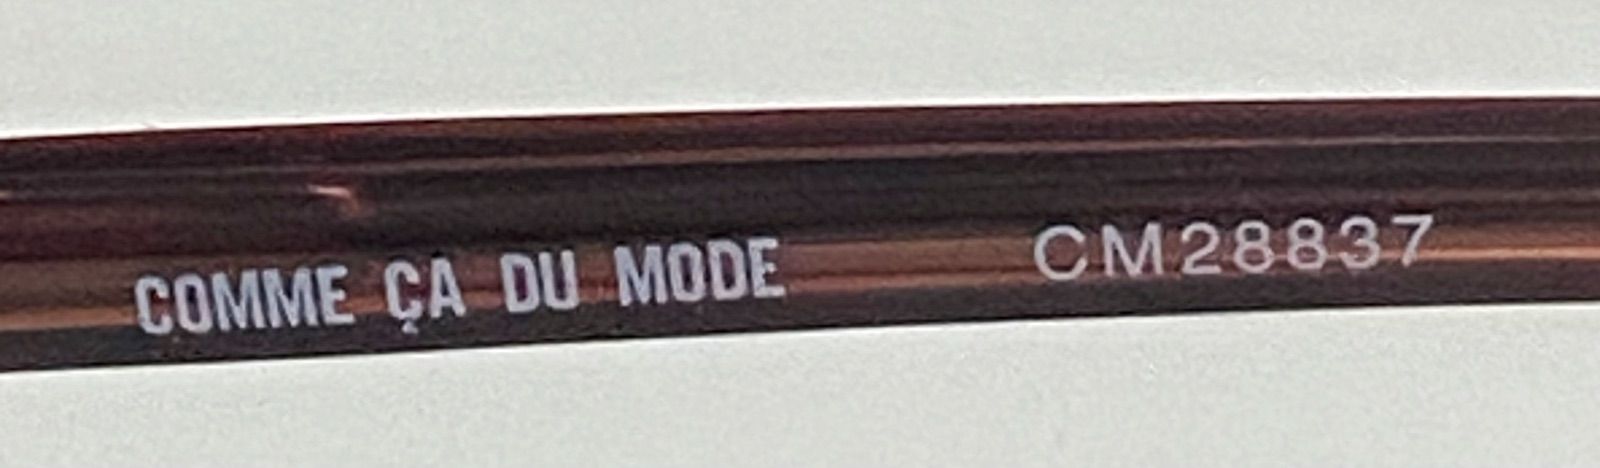 COMME ÇA DU MODE CM28837